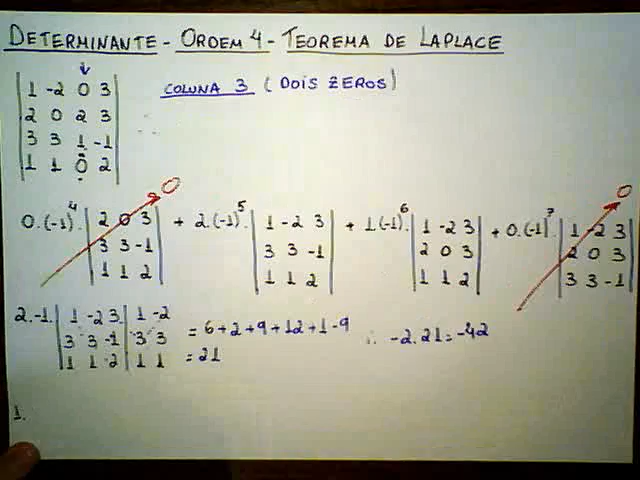 DETERMINANTE - ORDEM 4 - TEOREMA DE LAPLACE
↓
| 1 -2 0 3 | COLUNA 3 (DOIS ZEROS)
| 2 0 2 3 |
| 3 3 1 -1 |
| 1 1 0 2 |
0 0
0.(-1)⁴. | 2 0 3 | + 2.(-1)⁵. | 1 -2 3 | + 1.(-1)⁶. | 1 -2 3 | + 0.(-1)⁷. | 1 -2 3 |
| 3 3 -1 | | 3 3 -1 | | 2 0 3 | | 2 0 3 |
| 1 1 2 | | 1 1 2 | | 1 1 2 | | 3 3 -1 |
2.-1. | 1 -2 3 | 1 -2 = 6+2+9+12+1-9 ∴ -2.21=-42
| 3 3 -1 | 3 3
| 1 1 2 | 1 1 = 21
1.